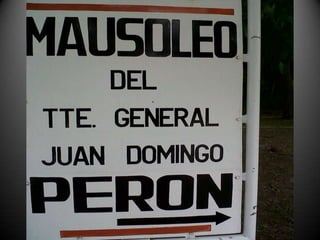 MAUSOLEO
DEL
TTE. GENERAL
JUAN DOMINGO
PERON